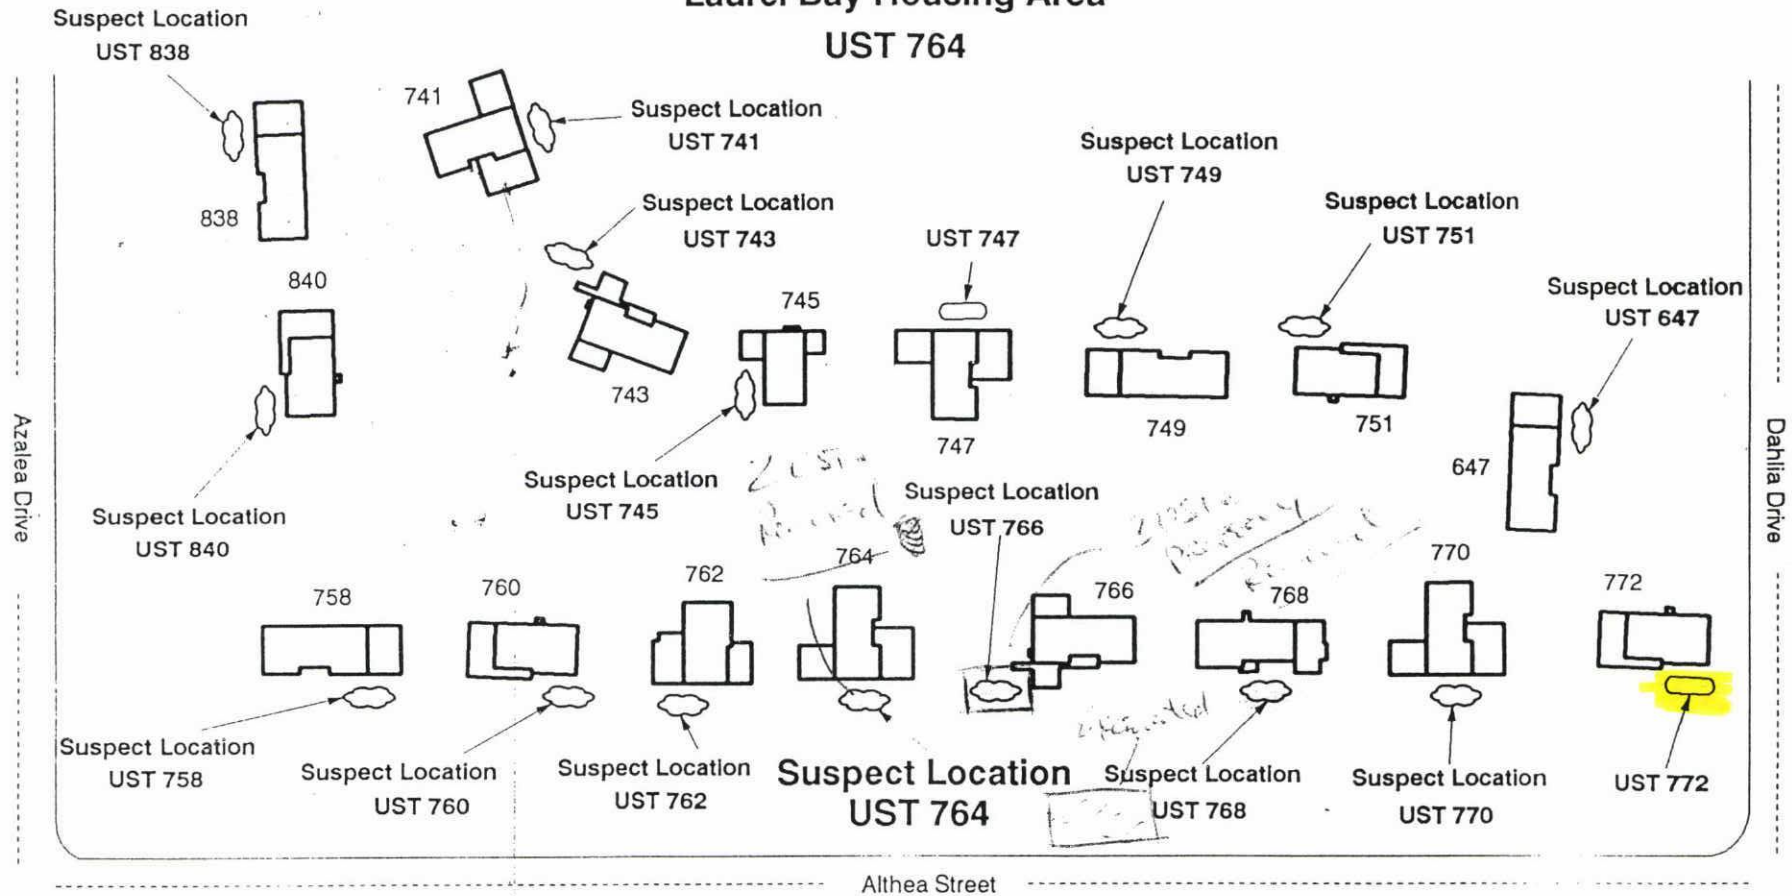 Laurel Bay Housing Area
UST 764
Suspect Location
UST 838
741
Suspect Location
UST 741
Suspect Location
UST 749
838
Suspect Location
UST 743
UST 747
Suspect Location
UST 751
840
745
Suspect Location
UST 647
743
747
749
751
647
Azalea Drive
Dahlia Drive
Suspect Location
UST 745
Suspect Location
UST 766
Suspect Location
UST 840
758
760
762
764
766
768
770
772
Suspect Location
UST 758
Suspect Location
UST 760
Suspect Location
UST 762
Suspect Location
UST 764
Suspect Location
UST 768
Suspect Location
UST 770
UST 772
Althea Street